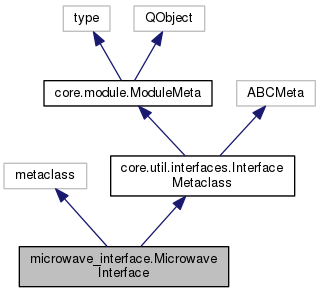 type
QObject
core.module.ModuleMeta
ABCMeta
core.util.interfaces.Interface
Metaclass
metaclass
microwave_interface.Microwave
Interface